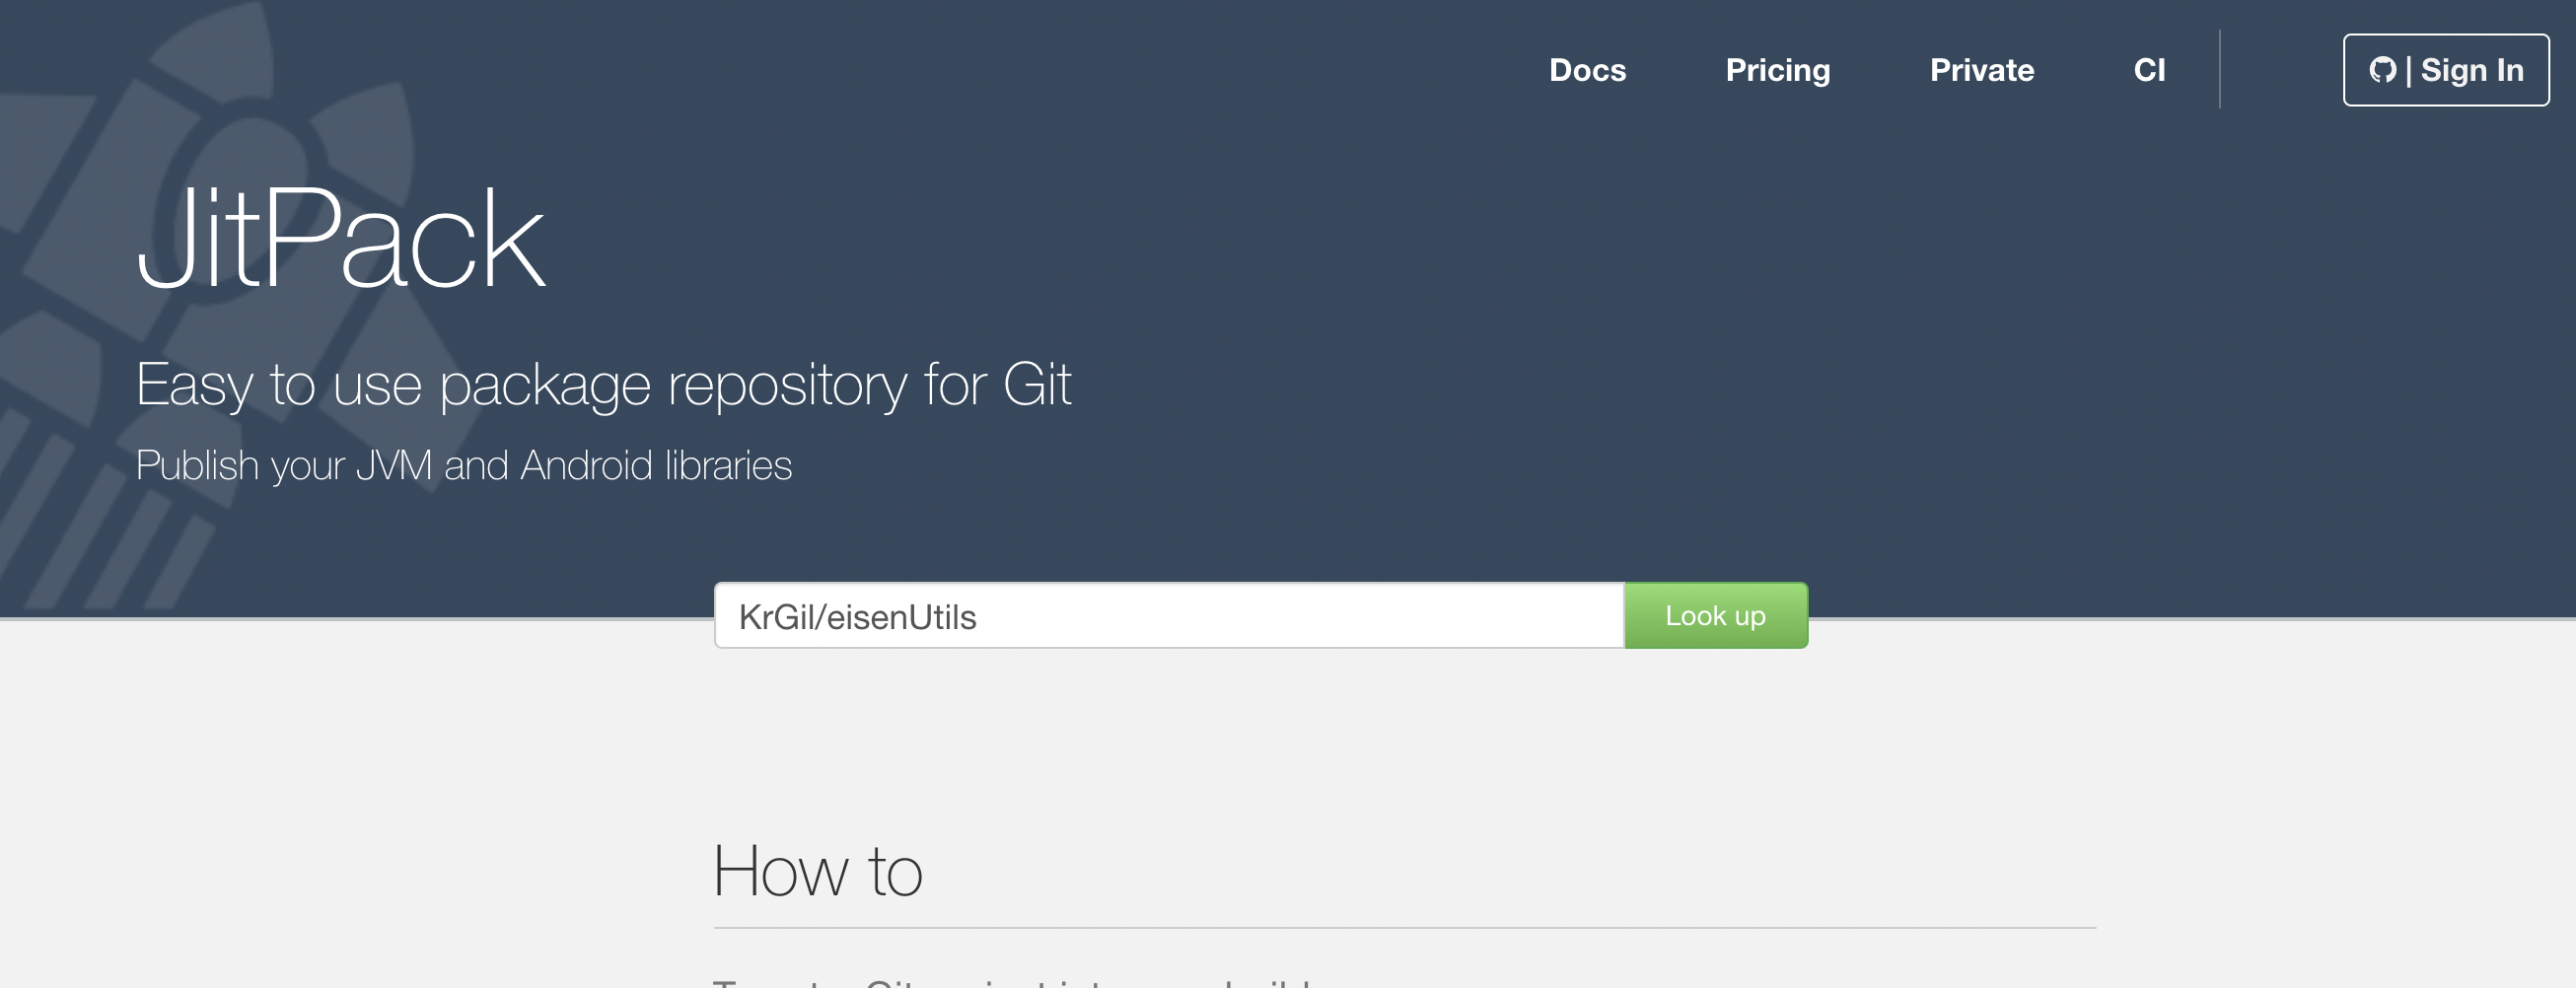 Docs Pricing Private CI | Sign In
JitPack
Easy to use package repository for Git
Publish your JVM and Android libraries
KrGil/eisenUtils Look up
How to